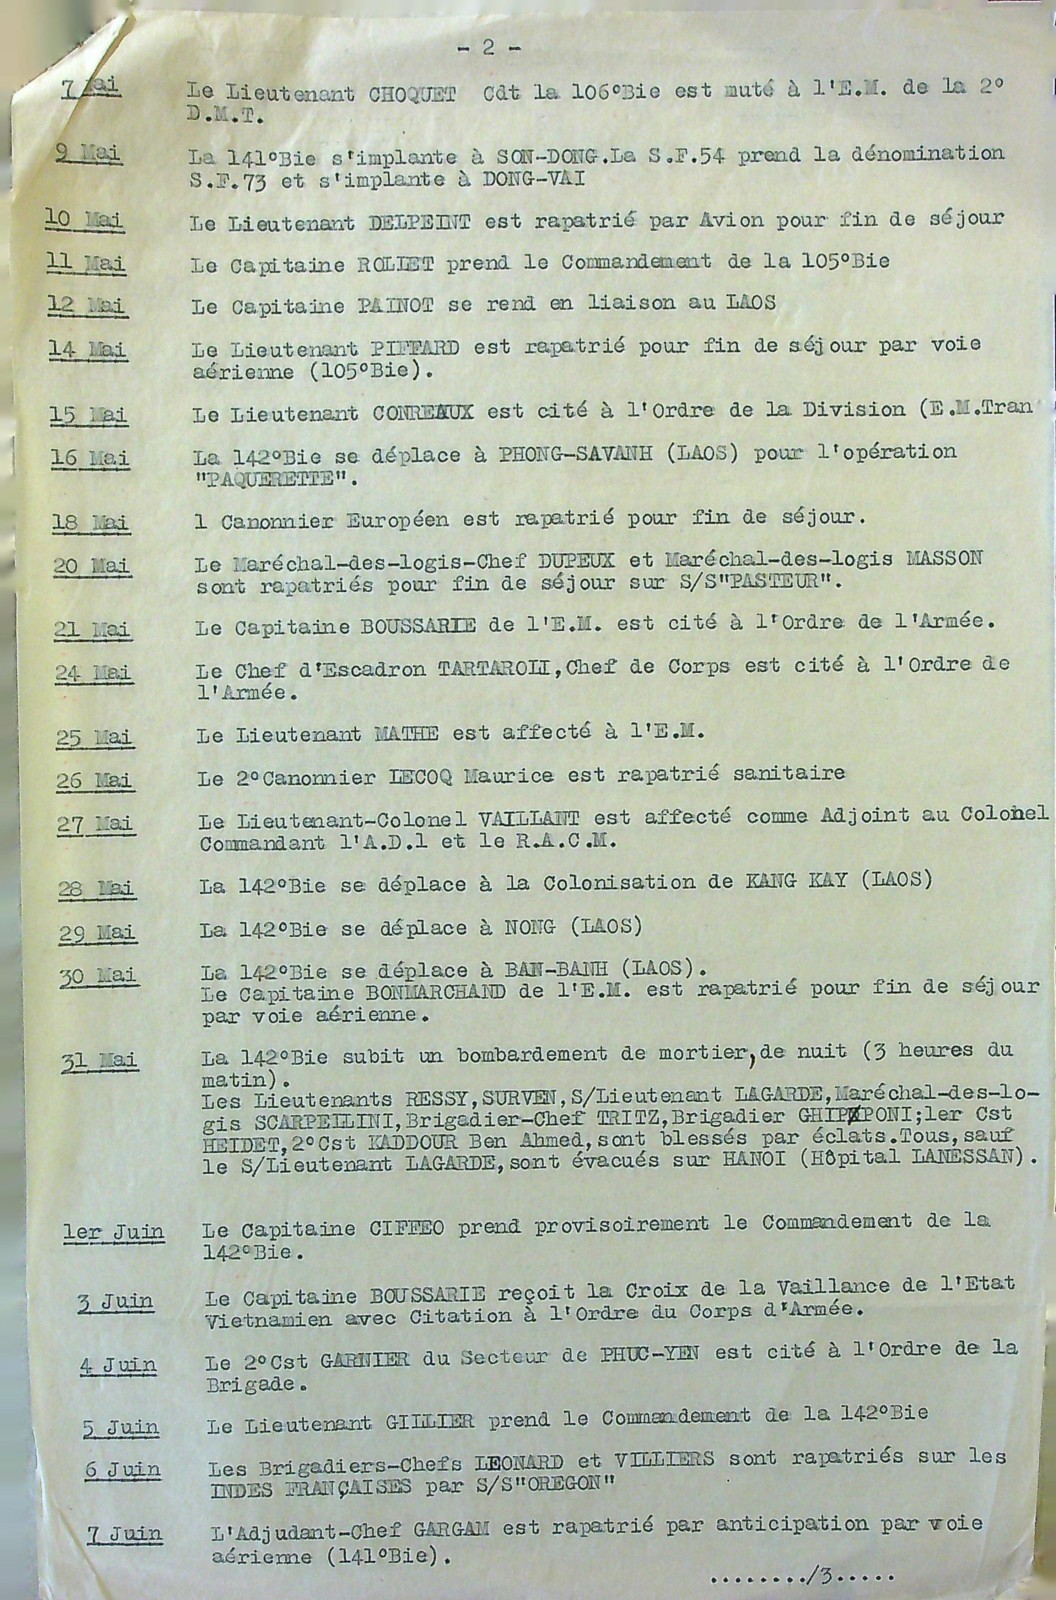 - 2 -
7 Mai Le Lieutenant CHOQUET Cdt la 106°Bie est muté à l'E.M. de la 2°
D.M.T.
9 Mai La 141°Bie s'implante à SON-DONG.La S.F.54 prend la dénomination
S.F.73 et s'implante à DONG-VAI
10 Mai Le Lieutenant DELPEINT est rapatrié par Avion pour fin de séjour
11 Mai Le Capitaine ROLLET prend le Commandement de la 105°Bie
12 Mai Le Capitaine PAINOT se rend en liaison au LAOS
14 Mai Le Lieutenant PIFFARD est rapatrié pour fin de séjour par voie
aérienne (105°Bie).
15 Mai Le Lieutenant CONREAUX est cité à l'Ordre de la Division (E.M.Tran
16 Mai La 142°Bie se déplace à PHONG-SAVANH (LAOS) pour l'opération
"PAQUERETTE".
18 Mai 1 Canonnier Européen est rapatrié pour fin de séjour.
20 Mai Le Maréchal-des-logis-Chef DUPEUX et Maréchal-des-logis MASSON
sont rapatriés pour fin de séjour sur S/S"PASTEUR".
21 Mai Le Capitaine BOUSSARIE de l'E.M. est cité à l'Ordre de l'Armée.
24 Mai Le Chef d'Escadron TARTAROLI,Chef de Corps est cité à l'Ordre de
l'Armée.
25 Mai Le Lieutenant MATHE est affecté à l'E.M.
26 Mai Le 2°Canonnier LECOQ Maurice est rapatrié sanitaire
27 Mai Le Lieutenant-Colonel VAILLANT est affecté comme Adjoint au Colonel
Commandant l'A.D.1 et le R.A.C.M.
28 Mai La 142°Bie se déplace à la Colonisation de KANG KAY (LAOS)
29 Mai La 142°Bie se déplace à NONG (LAOS)
30 Mai La 142°Bie se déplace à BAN-BANH (LAOS).
Le Capitaine BONMARCHAND de l'E.M. est rapatrié pour fin de séjour
par voie aérienne.
31 Mai La 142°Bie subit un bombardement de mortier,de nuit (3 heures du
matin).
Les Lieutenants RESSY,SURVEN,S/Lieutenant LAGARDE,Maréchal-des-lo-
gis SCARPELLINI,Brigadier-Chef TRITZ,Brigadier GHIPPONI;1er Cst
HEIDET,2°Cst KADDOUR Ben Ahmed,sont blessés par éclats.Tous,sauf
le S/Lieutenant LAGARDE,sont évacués sur HANOI (Hôpital LANESSAN).
1er Juin Le Capitaine CIFFEO prend provisoirement le Commandement de la
142°Bie.
3 Juin Le Capitaine BOUSSARIE reçoit la Croix de la Vaillance de l'Etat
Vietnamien avec Citation à l'Ordre du Corps d'Armée.
4 Juin Le 2°Cst GARNIER du Secteur de PHUC-YEN est cité à l'Ordre de la
Brigade.
5 Juin Le Lieutenant GILLIER prend le Commandement de la 142°Bie
6 Juin Les Brigadiers-Chefs LEONARD et VILLIERS sont rapatriés sur les
INDES FRANÇAISES par S/S"OREGON"
7 Juin L'Adjudant-Chef GARGAM est rapatrié par anticipation par voie
aérienne (141°Bie).
......../3.....